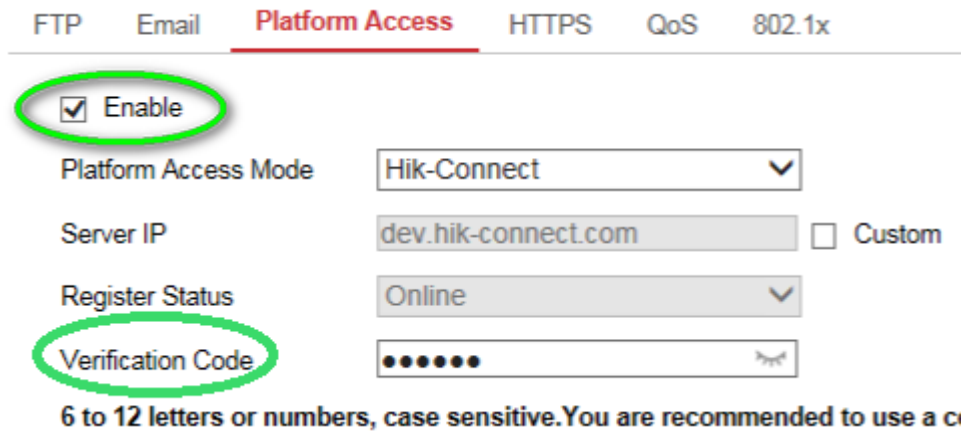 FTP Email Platform Access HTTPS QoS 802.1x
Enable
Platform Access Mode Hik-Connect
Server IP dev.hik-connect.com Custom
Register Status Online
Verification Code ••••••
6 to 12 letters or numbers, case sensitive.You are recommended to use a